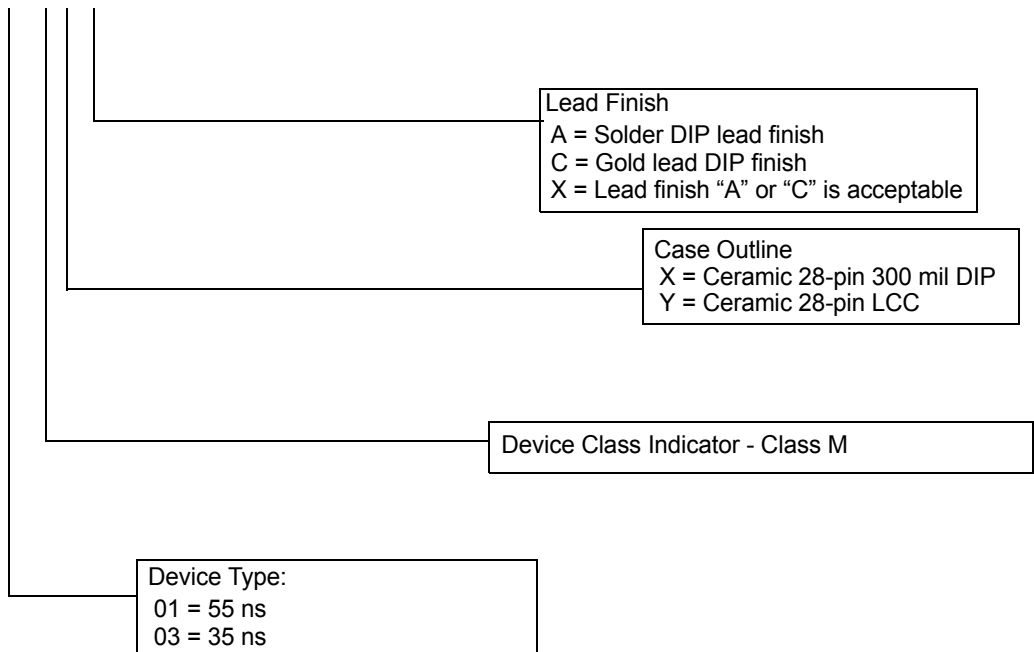 Lead Finish
A = Solder DIP lead finish
C = Gold lead DIP finish
X = Lead finish “A” or “C” is acceptable
Case Outline
X = Ceramic 28-pin 300 mil DIP
Y = Ceramic 28-pin LCC
Device Class Indicator - Class M
Device Type:
01 = 55 ns
03 = 35 ns